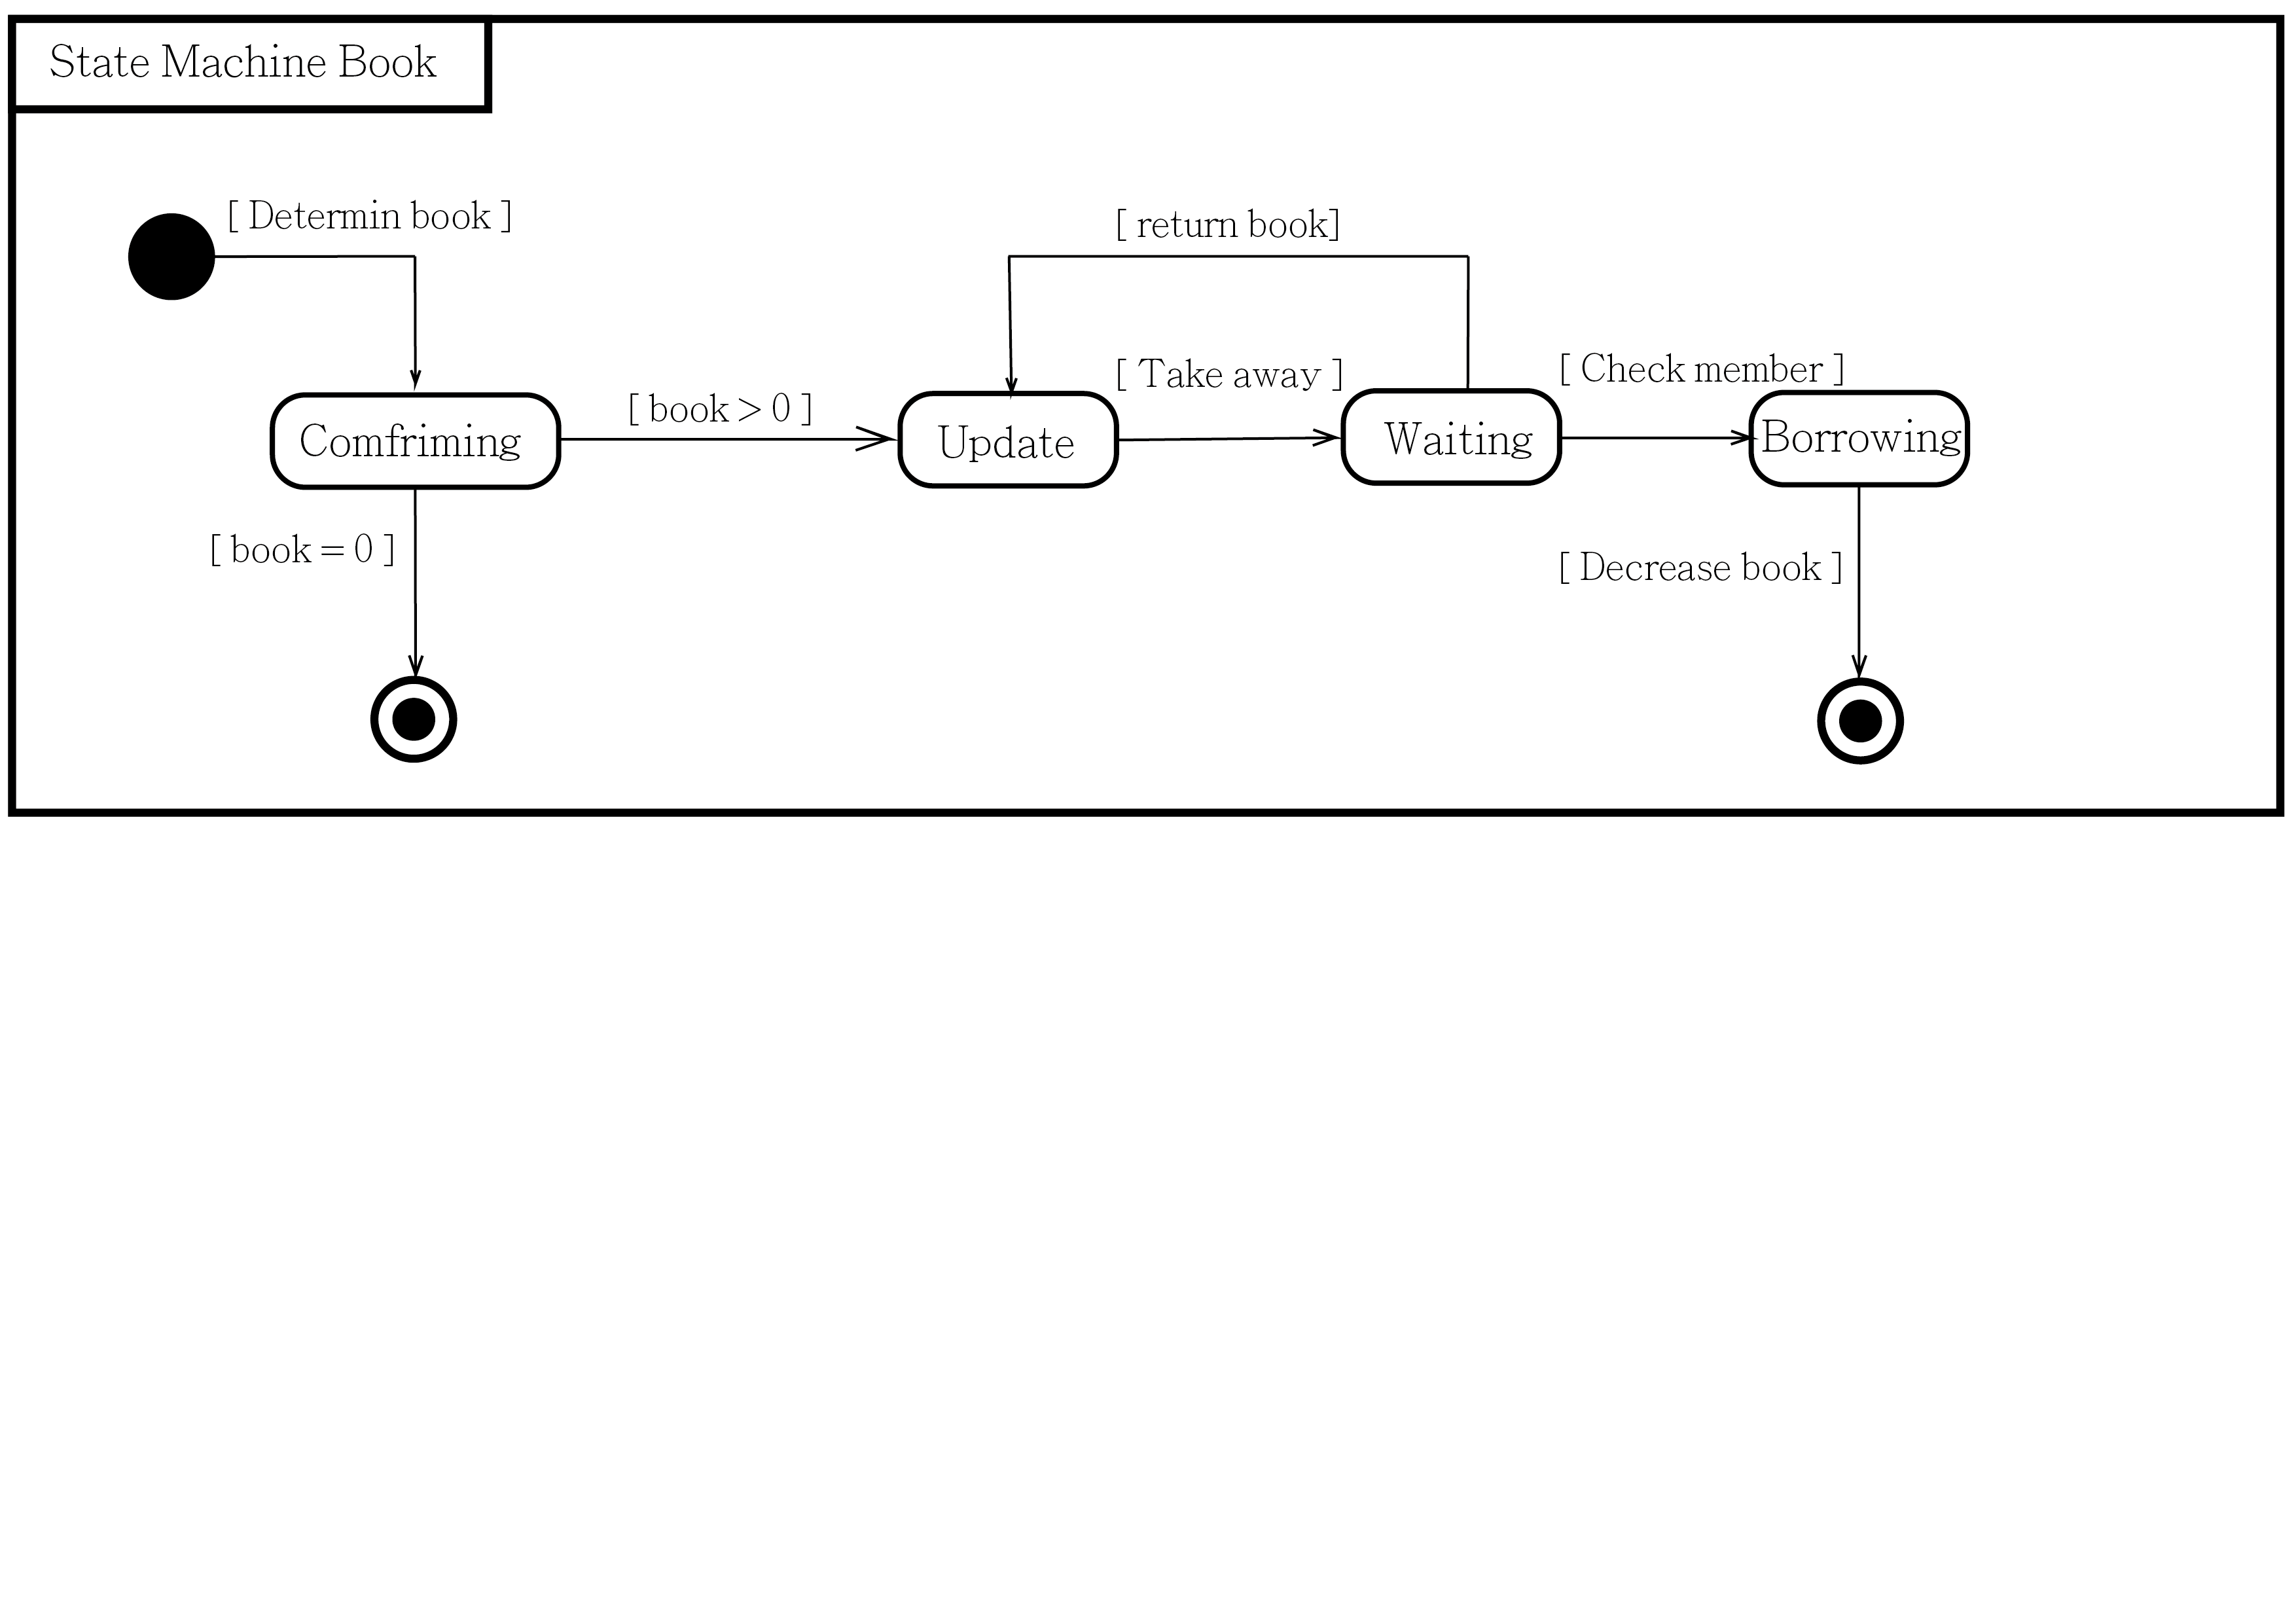 State Machine Book
[ Determin book ]
[ return book]
[ Take away ]
[ Check member ]
[ book > 0 ]
Comfriming
Update
Waiting
Borrowing
[ book = 0 ]
[ Decrease book ]